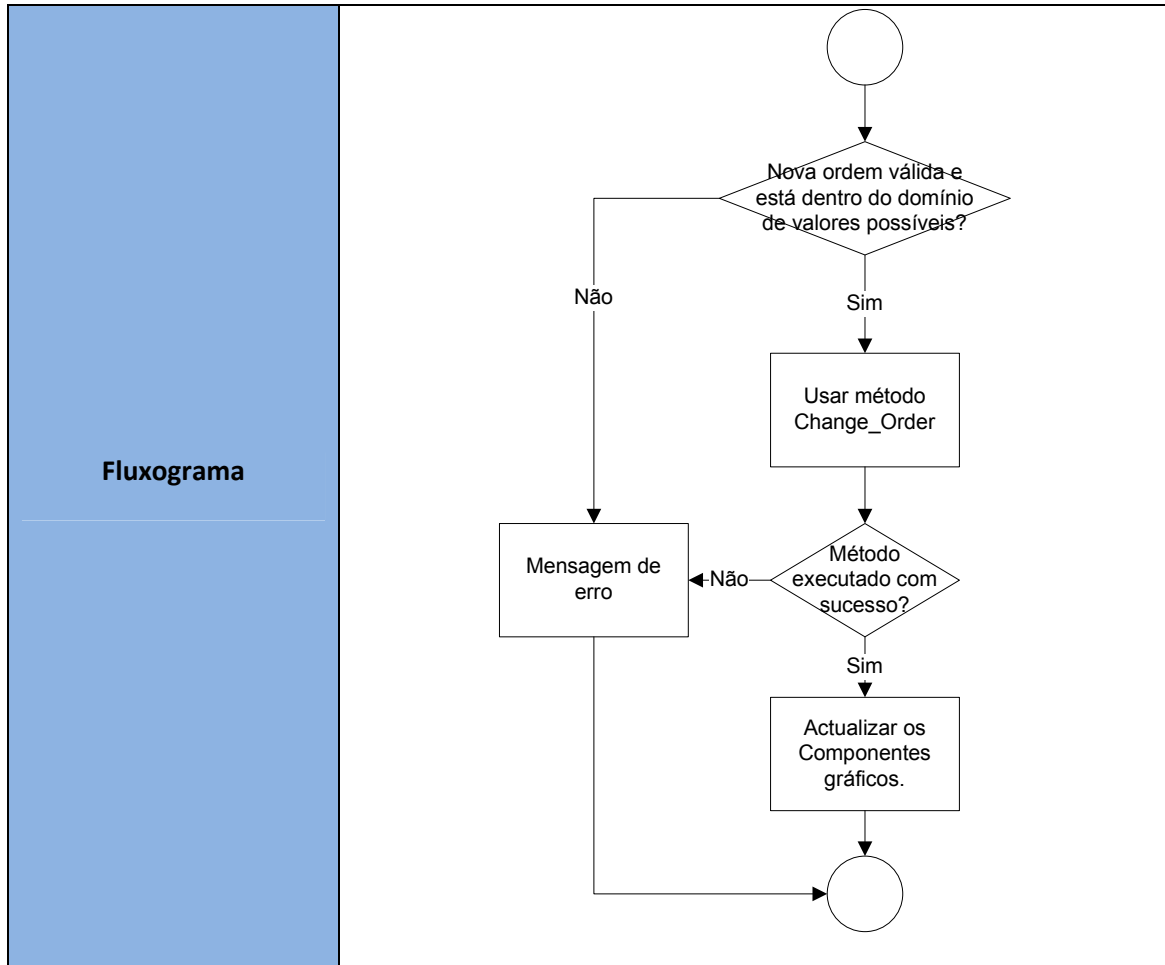 Fluxograma
Nova ordem válida e
está dentro do domínio
de valores possíveis?
Não
Sim
Usar método
Change_Order
Mensagem de
erro
Não
Método
executado com
sucesso?
Sim
Actualizar os
Componentes
gráficos.